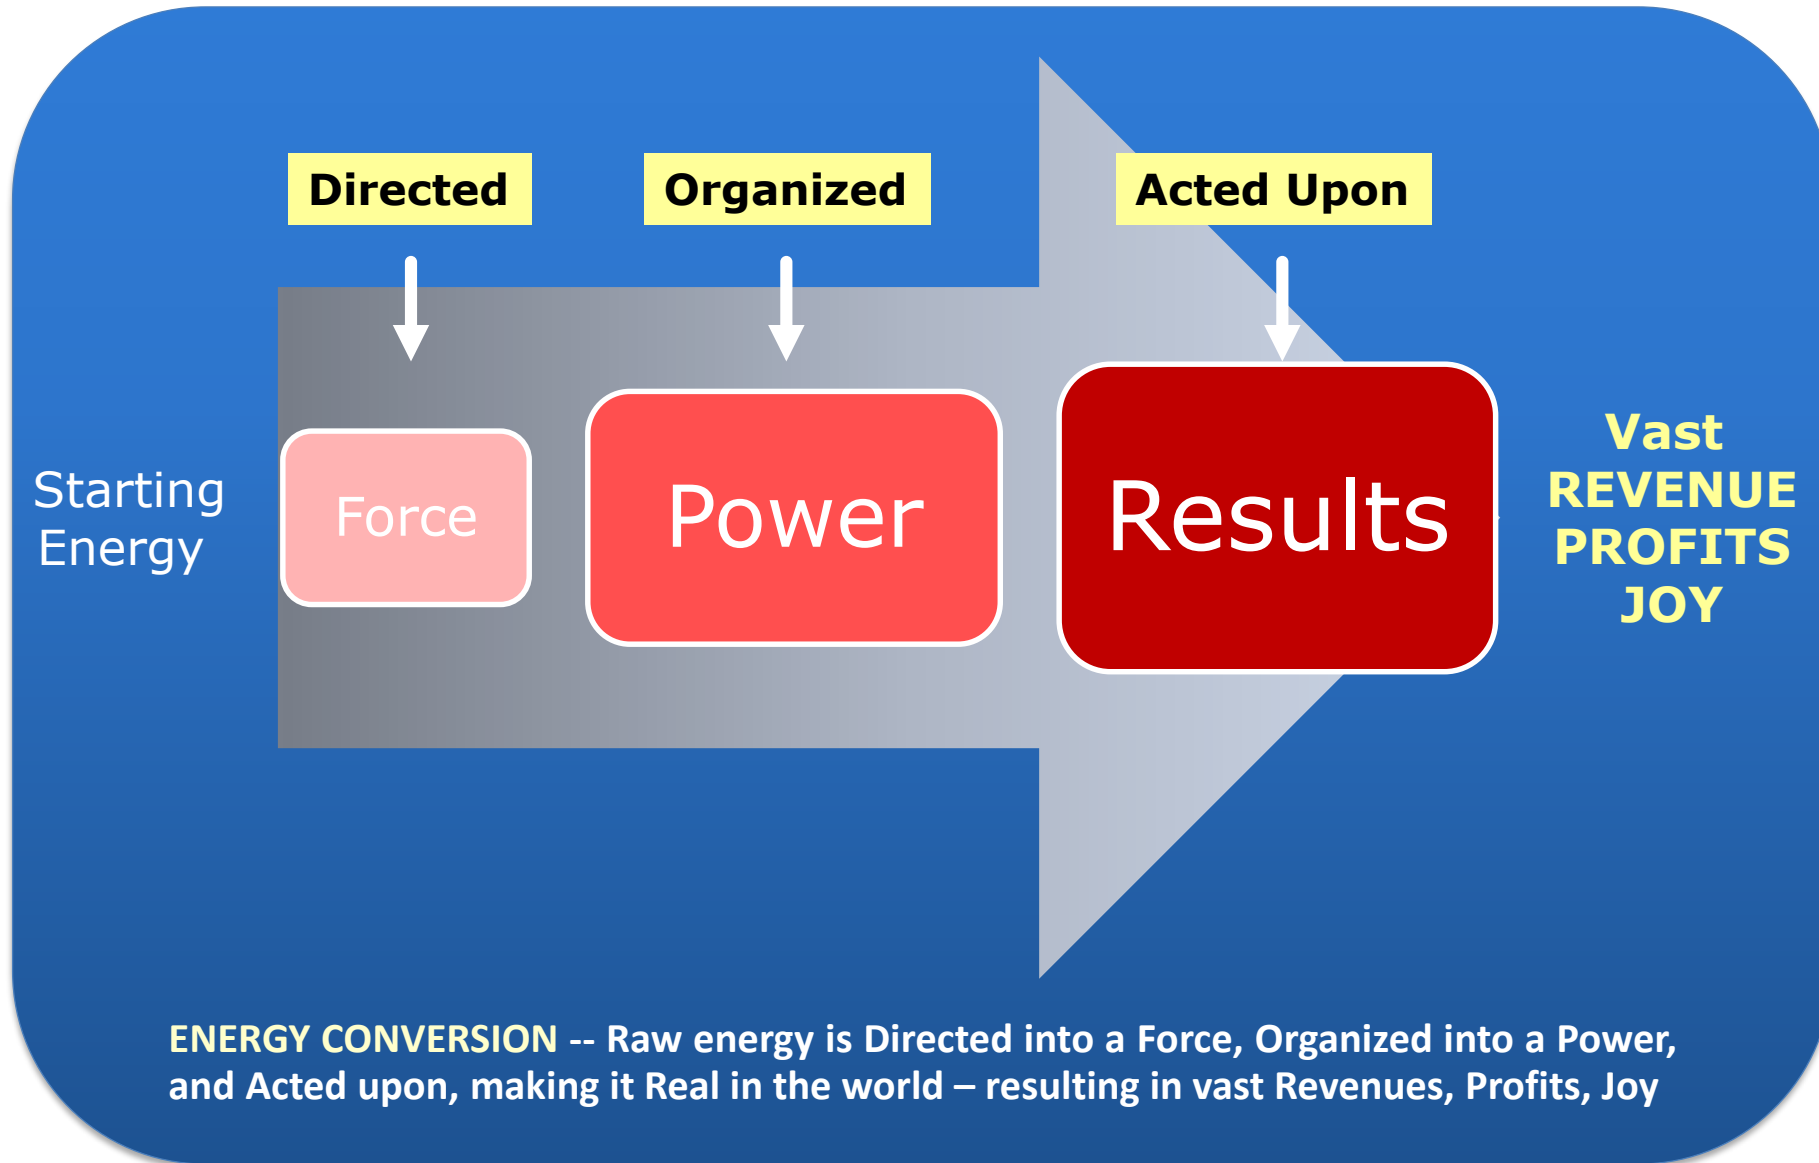 Directed
Organized
Acted Upon
Starting
Energy
Force
Power
Results
Vast
REVENUE
PROFITS
JOY
ENERGY CONVERSION -- Raw energy is Directed into a Force, Organized into a Power,
and Acted upon, making it Real in the world – resulting in vast Revenues, Profits, Joy